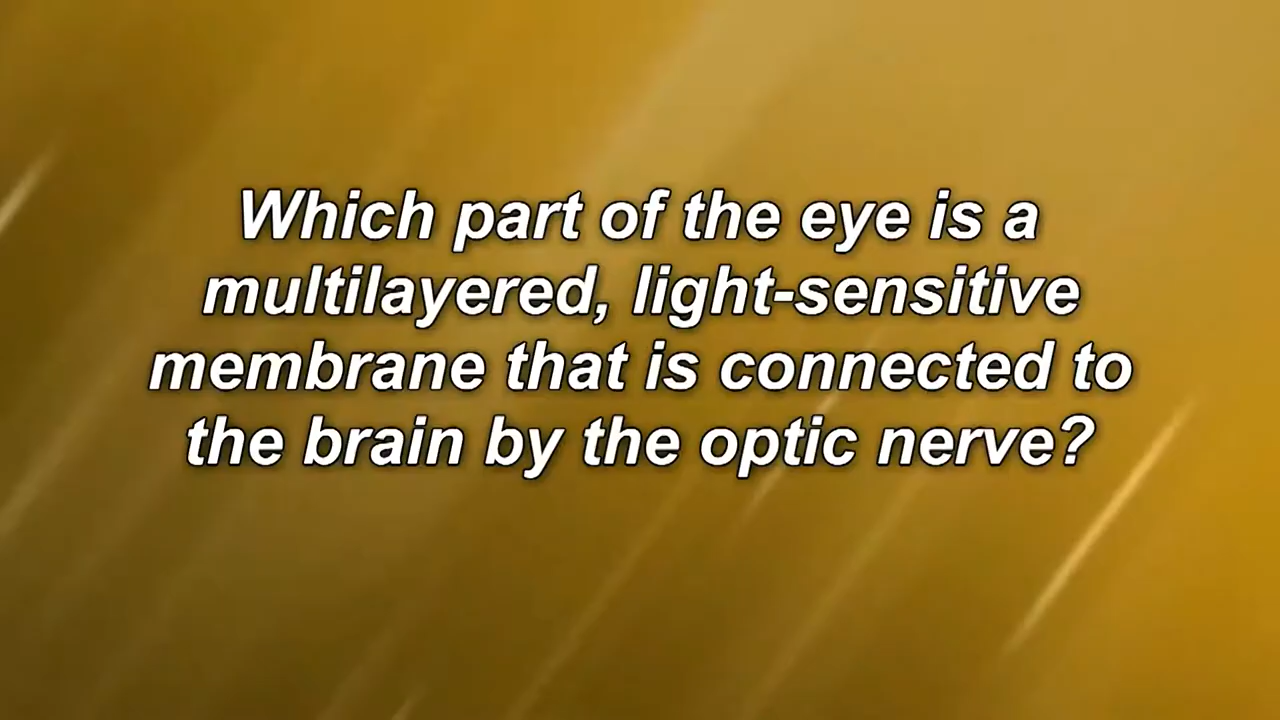 Which part of the eye is a
multilayered, light-sensitive
membrane that is connected to
the brain by the optic nerve?